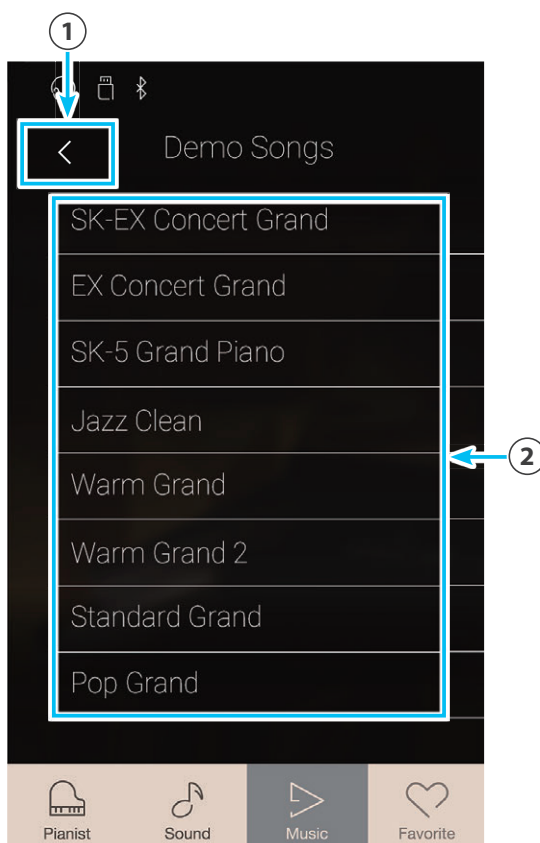 1
Demo Songs
SK-EX Concert Grand
EX Concert Grand
SK-5 Grand Piano
Jazz Clean
2
Warm Grand
Warm Grand 2
Standard Grand
Pop Grand
Pianist Sound Music Favorite